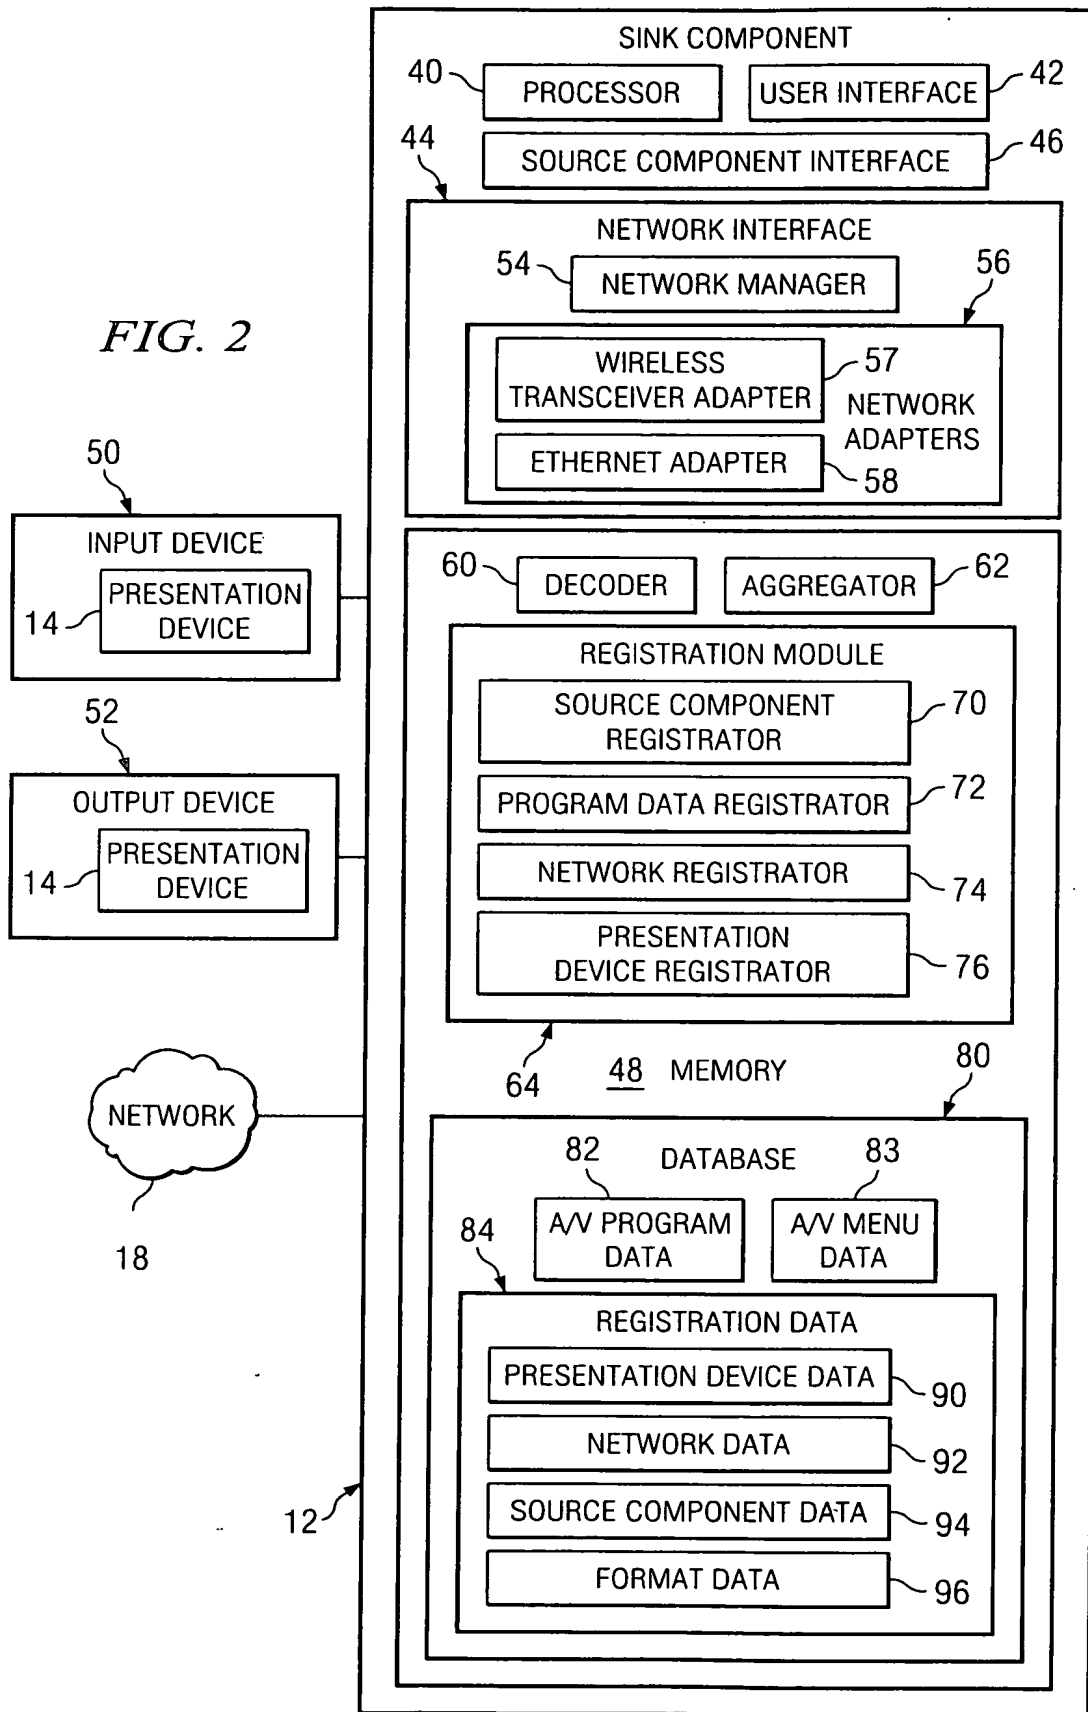 SINK COMPONENT
40
PROCESSOR
USER INTERFACE
42
44
SOURCE COMPONENT INTERFACE
46
NETWORK INTERFACE
54
NETWORK MANAGER
56
FIG. 2
WIRELESS
TRANSCEIVER ADAPTER
57
NETWORK
ADAPTERS
ETHERNET ADAPTER
58
50
INPUT DEVICE
14
PRESENTATION
DEVICE
60
DECODER
AGGREGATOR
62
REGISTRATION MODULE
SOURCE COMPONENT
REGISTRATOR
70
52
OUTPUT DEVICE
14
PRESENTATION
DEVICE
PROGRAM DATA REGISTRATOR
72
NETWORK REGISTRATOR
74
PRESENTATION
DEVICE REGISTRATOR
76
64
48 MEMORY
80
NETWORK
18
DATABASE
82
83
A/V PROGRAM
DATA
A/V MENU
DATA
84
REGISTRATION DATA
PRESENTATION DEVICE DATA
90
NETWORK DATA
92
12
SOURCE COMPONENT DATA
94
FORMAT DATA
96